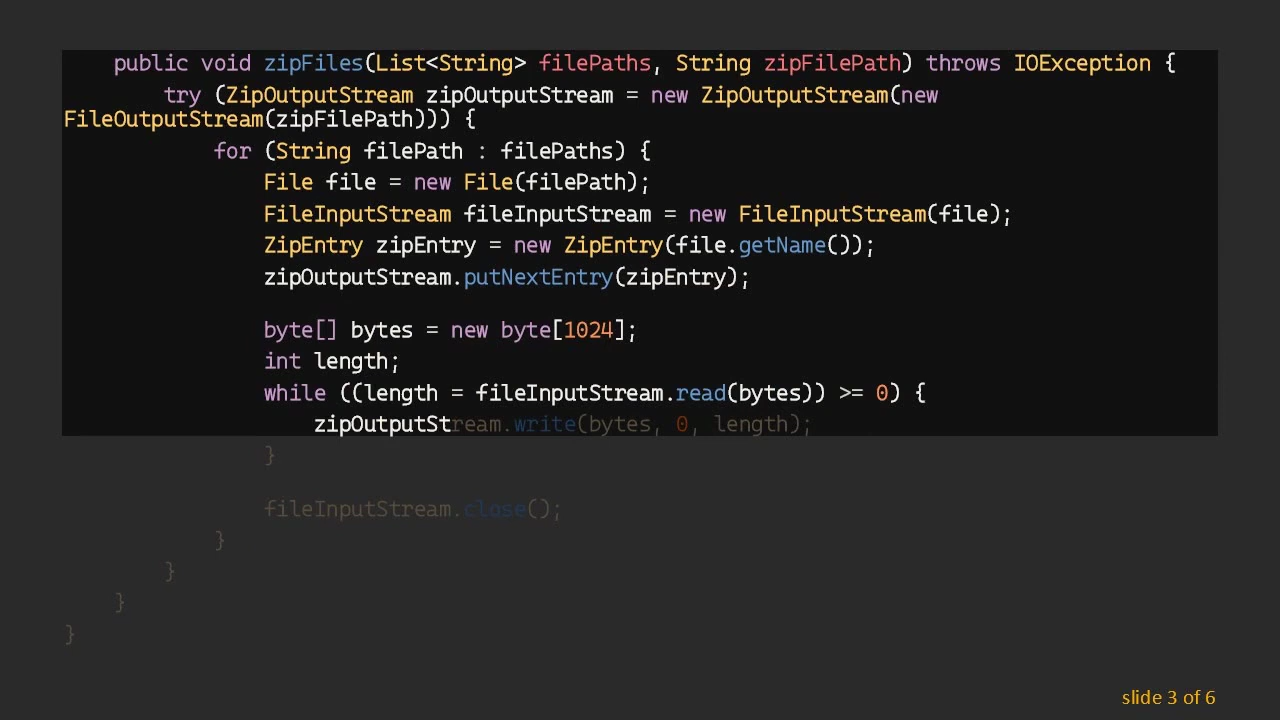 public void zipFiles(List<String> filePaths, String zipFilePath) throws IOException {
try (ZipOutputStream zipOutputStream = new ZipOutputStream(new
FileOutputStream(zipFilePath))) {
for (String filePath : filePaths) {
File file = new File(filePath);
FileInputStream fileInputStream = new FileInputStream(file);
ZipEntry zipEntry = new ZipEntry(file.getName());
zipOutputStream.putNextEntry(zipEntry);
byte[] bytes = new byte[1024];
int length;
while ((length = fileInputStream.read(bytes)) >= 0) {
zipOutputStream.write(bytes, 0, length);
}
fileInputStream.close();
}
}
}
}
slide 3 of 6